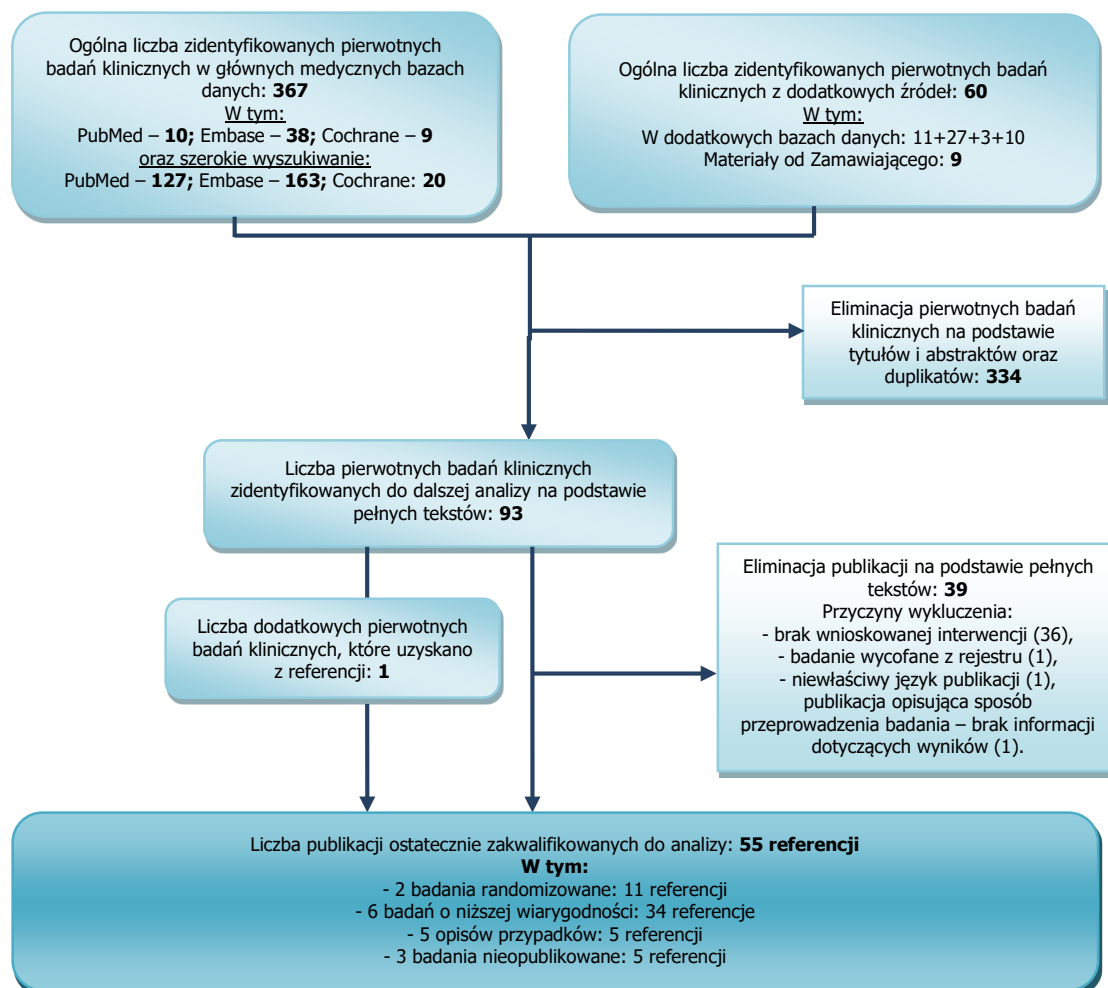 Ogólna liczba zidentyfikowanych pierwotnych
badań klinicznych w głównych medycznych bazach
danych: 367
W tym:
PubMed – 10; Embase – 38; Cochrane – 9
oraz szerokie wyszukiwanie:
PubMed – 127; Embase – 163; Cochrane: 20
Ogólna liczba zidentyfikowanych pierwotnych badań
klinicznych z dodatkowych źródeł: 60
W tym:
W dodatkowych bazach danych: 11+27+3+10
Materiały od Zamawiającego: 9
Eliminacja pierwotnych badań
klinicznych na podstawie
tytułów i abstraktów oraz
duplikatów: 334
Liczba pierwotnych badań klinicznych
zidentyfikowanych do dalszej analizy na podstawie
pełnych tekstów: 93
Liczba dodatkowych pierwotnych
badań klinicznych, które uzyskano
z referencji: 1
Eliminacja publikacji na podstawie pełnych
tekstów: 39
Przyczyny wykluczenia:
- brak wnioskowanej interwencji (36),
- badanie wycofane z rejestru (1),
- niewłaściwy język publikacji (1),
publikacja opisująca sposób
przeprowadzenia badania – brak informacji
dotyczących wyników (1).
Liczba publikacji ostatecznie zakwalifikowanych do analizy: 55 referencji
W tym:
- 2 badania randomizowane: 11 referencji
- 6 badań o niższej wiarygodności: 34 referencje
- 5 opisów przypadków: 5 referencji
- 3 badania nieopublikowane: 5 referencji